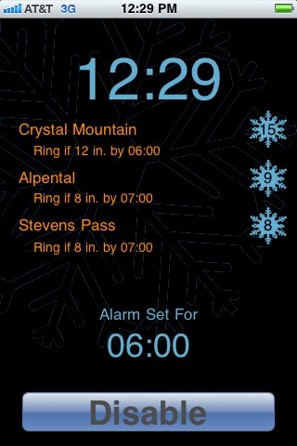 AT&T 3G 12:29 PM
12:29
Crystal Mountain 15
Ring if 12 in. by 06:00
Alpental 9
Ring if 8 in. by 07:00
Stevens Pass 8
Ring if 8 in. by 07:00
Alarm Set For
06:00
Disable